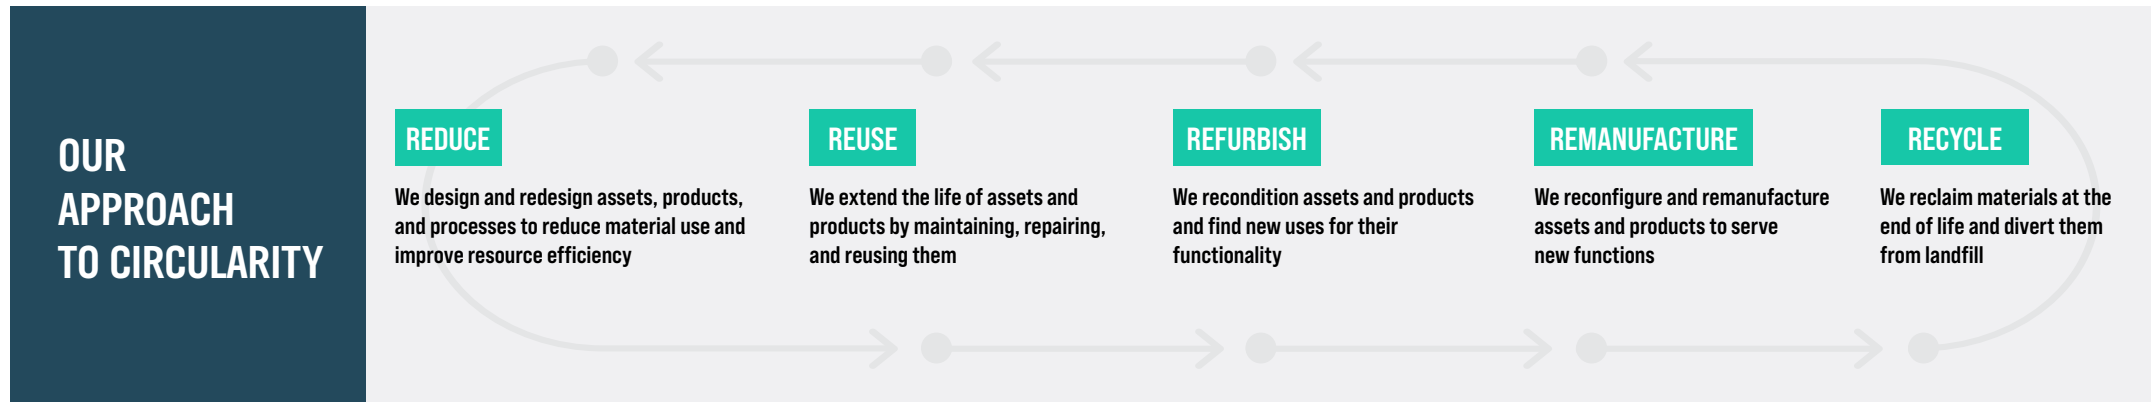 OUR
APPROACH
TO CIRCULARITY
REDUCE
We design and redesign assets, products,
and processes to reduce material use and
improve resource efficiency
REUSE
We extend the life of assets and
products by maintaining, repairing,
and reusing them
REFURBISH
We recondition assets and products
and find new uses for their
functionality
REMANUFACTURE
We reconfigure and remanufacture
assets and products to serve
new functions
RECYCLE
We reclaim materials at the
end of life and divert them
from landfill